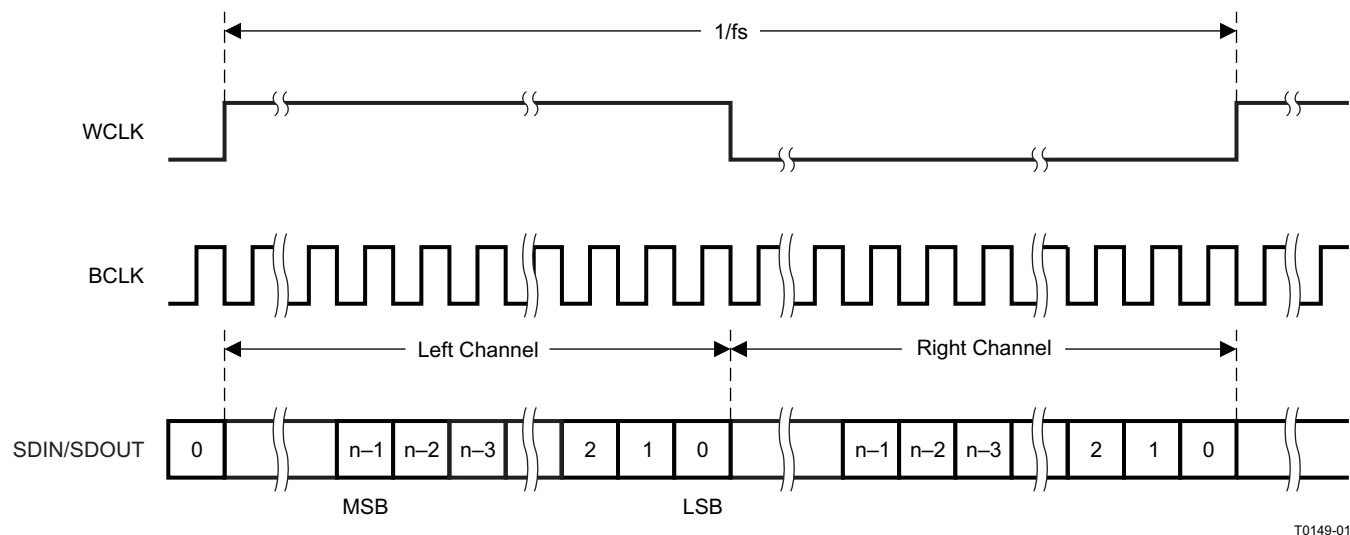 1/fs
WCLK
BCLK
Left Channel
Right Channel
SDIN/SDOUT
0 n–1 n–2 n–3 2 1 0 n–1 n–2 n–3 2 1 0
MSB LSB
T0149-01